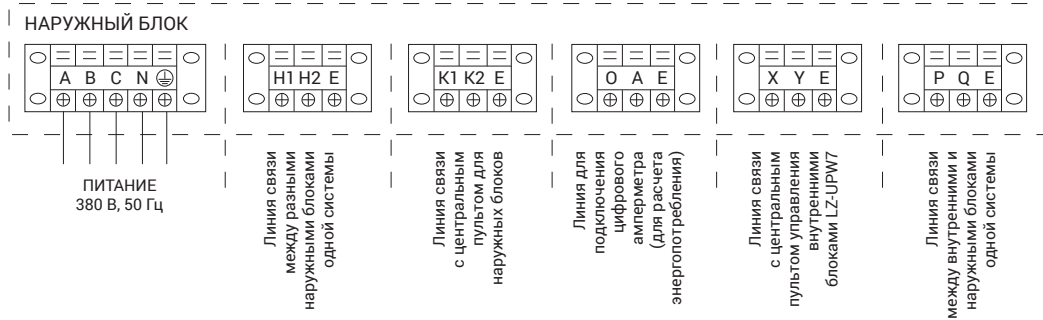 НАРУЖНЫЙ БЛОК
A B C N
H1 H2 E
K1 K2 E
O A E
X Y E
P Q E
ПИТАНИЕ
380 В, 50 Гц
Линия связи
между разными
наружными блоками
одной системы
Линия связи
с центральным
пультом для
наружных блоков
Линия для
подключения
цифрового
амперметра
(для расчета
энергопотребления)
Линия связи
с центральным
пультом управления
внутренними
блоками LZ-UPW7
Линия связи
между внутренними и
наружными блоками
одной системы